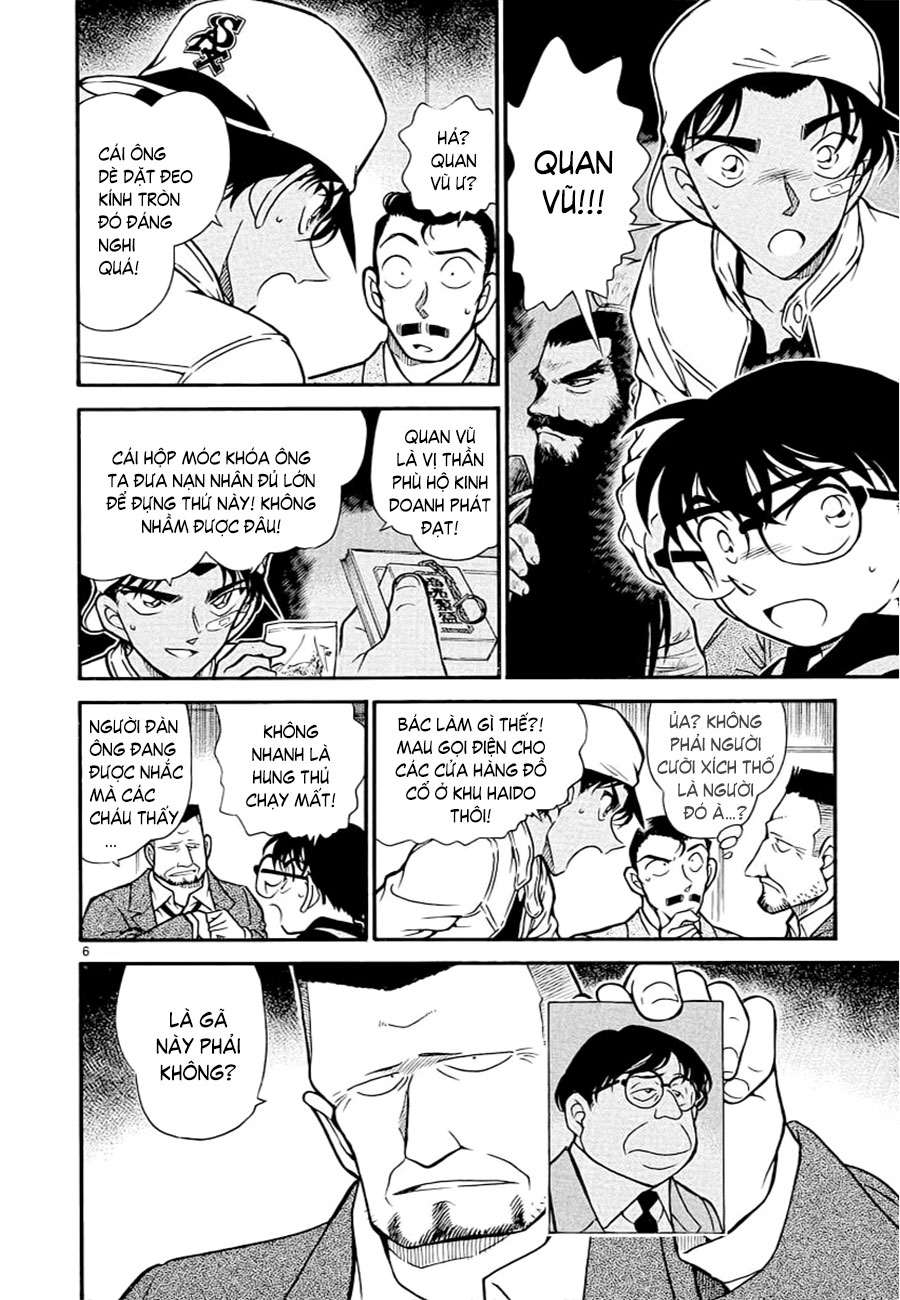 QUAN
VŨ!!!
HẢ?
QUAN
VŨ Ư?
CÁI ÔNG
DÈ DẶT ĐEO
KÍNH TRÒN
ĐÓ ĐÁNG
NGHI
QUÁ!
SAX
QUAN VŨ
LÀ VỊ THẦN
PHÙ HỘ KINH
DOANH PHÁT
ĐẠT!
CÁI HỘP MÓC KHÓA ÔNG
TA ĐƯA NẠN NHÂN ĐỦ LỚN
ĐỂ ĐỰNG THỨ NÀY! KHÔNG
NHẦM ĐƯỢC ĐÂU!
ỦA? KHÔNG
PHẢI NGƯỜI
CƯỠI XÍCH THỐ
LÀ NGƯỜI
ĐÓ À...?
BÁC LÀM GÌ THẾ?!
MAU GỌI ĐIỆN CHO
CÁC CỬA HÀNG ĐỒ
CỔ Ở KHU HAIDO
THÔI!
KHÔNG
NHANH LÀ
HUNG THỦ
CHẠY MẤT!
NGƯỜI ĐÀN
ÔNG ĐANG
ĐƯỢC NHẮC
MÀ CÁC
CHÁU THẤY
...
6
LÀ GÃ
NÀY PHẢI
KHÔNG?